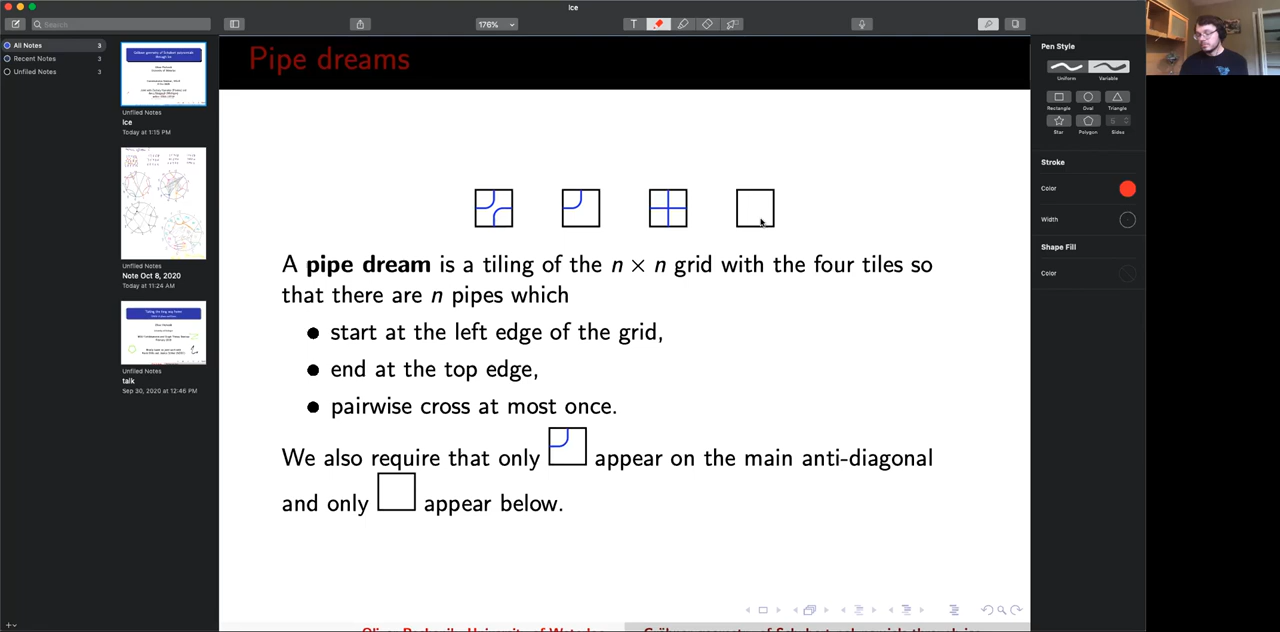 Ice
Search
176%
T
All Notes 3
Recent Notes 3
Unfiled Notes 3
Unfiled Notes
Ice
Today at 1:15 PM
Unfiled Notes
Note Oct 8, 2020
Today at 11:24 AM
Unfiled Notes
talk
Sep 30, 2020 at 12:46 PM
Pipe dreams
A pipe dream is a tiling of the n × n grid with the four tiles so
that there are n pipes which
• start at the left edge of the grid,
• end at the top edge,
• pairwise cross at most once.
We also require that only appear on the main anti-diagonal
and only appear below.
Pen Style
Uniform Variable
Rectangle Oval Triangle
Star Polygon 5 Sides
Stroke
Color
Width
Shape Fill
Color